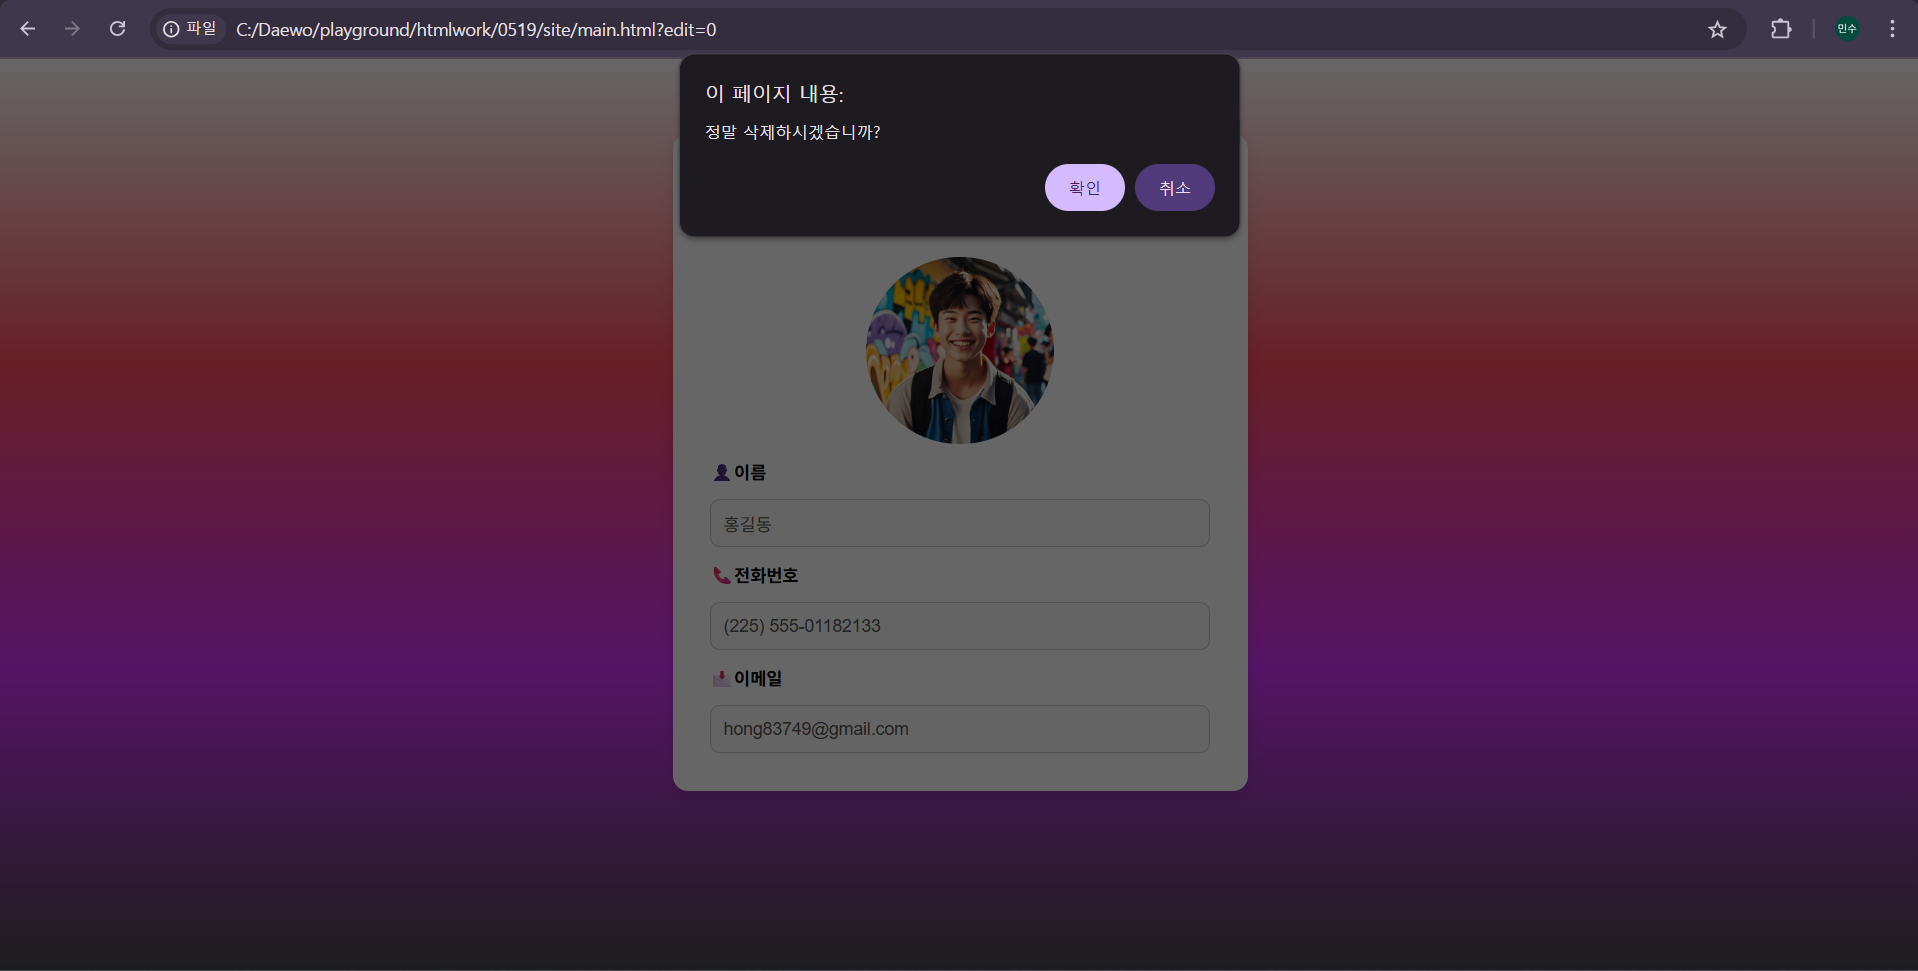 파일 C:/Daewo/playground/htmlwork/0519/site/main.html?edit=0 민수
이 페이지 내용:
정말 삭제하시겠습니까?
확인 취소
이름
홍길동
전화번호
(225) 555-01182133
이메일
hong83749@gmail.com